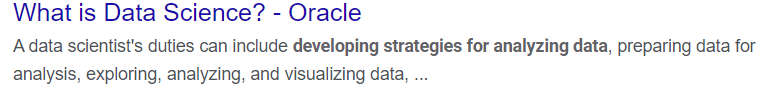 What is Data Science? - Oracle
A data scientist's duties can include developing strategies for analyzing data, preparing data for
analysis, exploring, analyzing, and visualizing data, ...